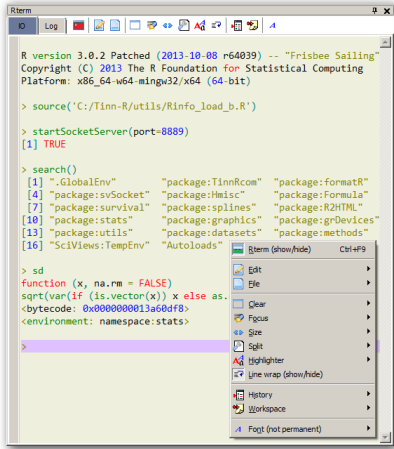 Rterm
IO Log
R version 3.0.2 Patched (2013-10-08 r64039) -- "Frisbee Sailing"
Copyright (C) 2013 The R Foundation for Statistical Computing
Platform: x86_64-w64-mingw32/x64 (64-bit)
> source('C:/Tinn-R/utils/Rinfo_load_b.R')
> startSocketServer(port=8889)
[1] TRUE
> search()
[1] ".GlobalEnv" "package:TinnRcom" "package:formatR"
[4] "package:svSocket" "package:Hmisc" "package:Formula"
[7] "package:survival" "package:splines" "package:R2HTML"
[10] "package:stats" "package:graphics" "package:grDevices"
[13] "package:utils" "package:datasets" "package:methods"
[16] "SciViews:TempEnv" "Autoloads"
> sd
function (x, na.rm = FALSE)
sqrt(var(if (is.vector(x)) x else as.
<bytecode: 0x0000000013a60df8>
<environment: namespace:stats>
>
Rterm (show/hide) Ctrl+F9
Edit
File
Clear
Focus
Size
Split
Highlighter
Line wrap (show/hide)
History
Workspace
Font (not permanent)